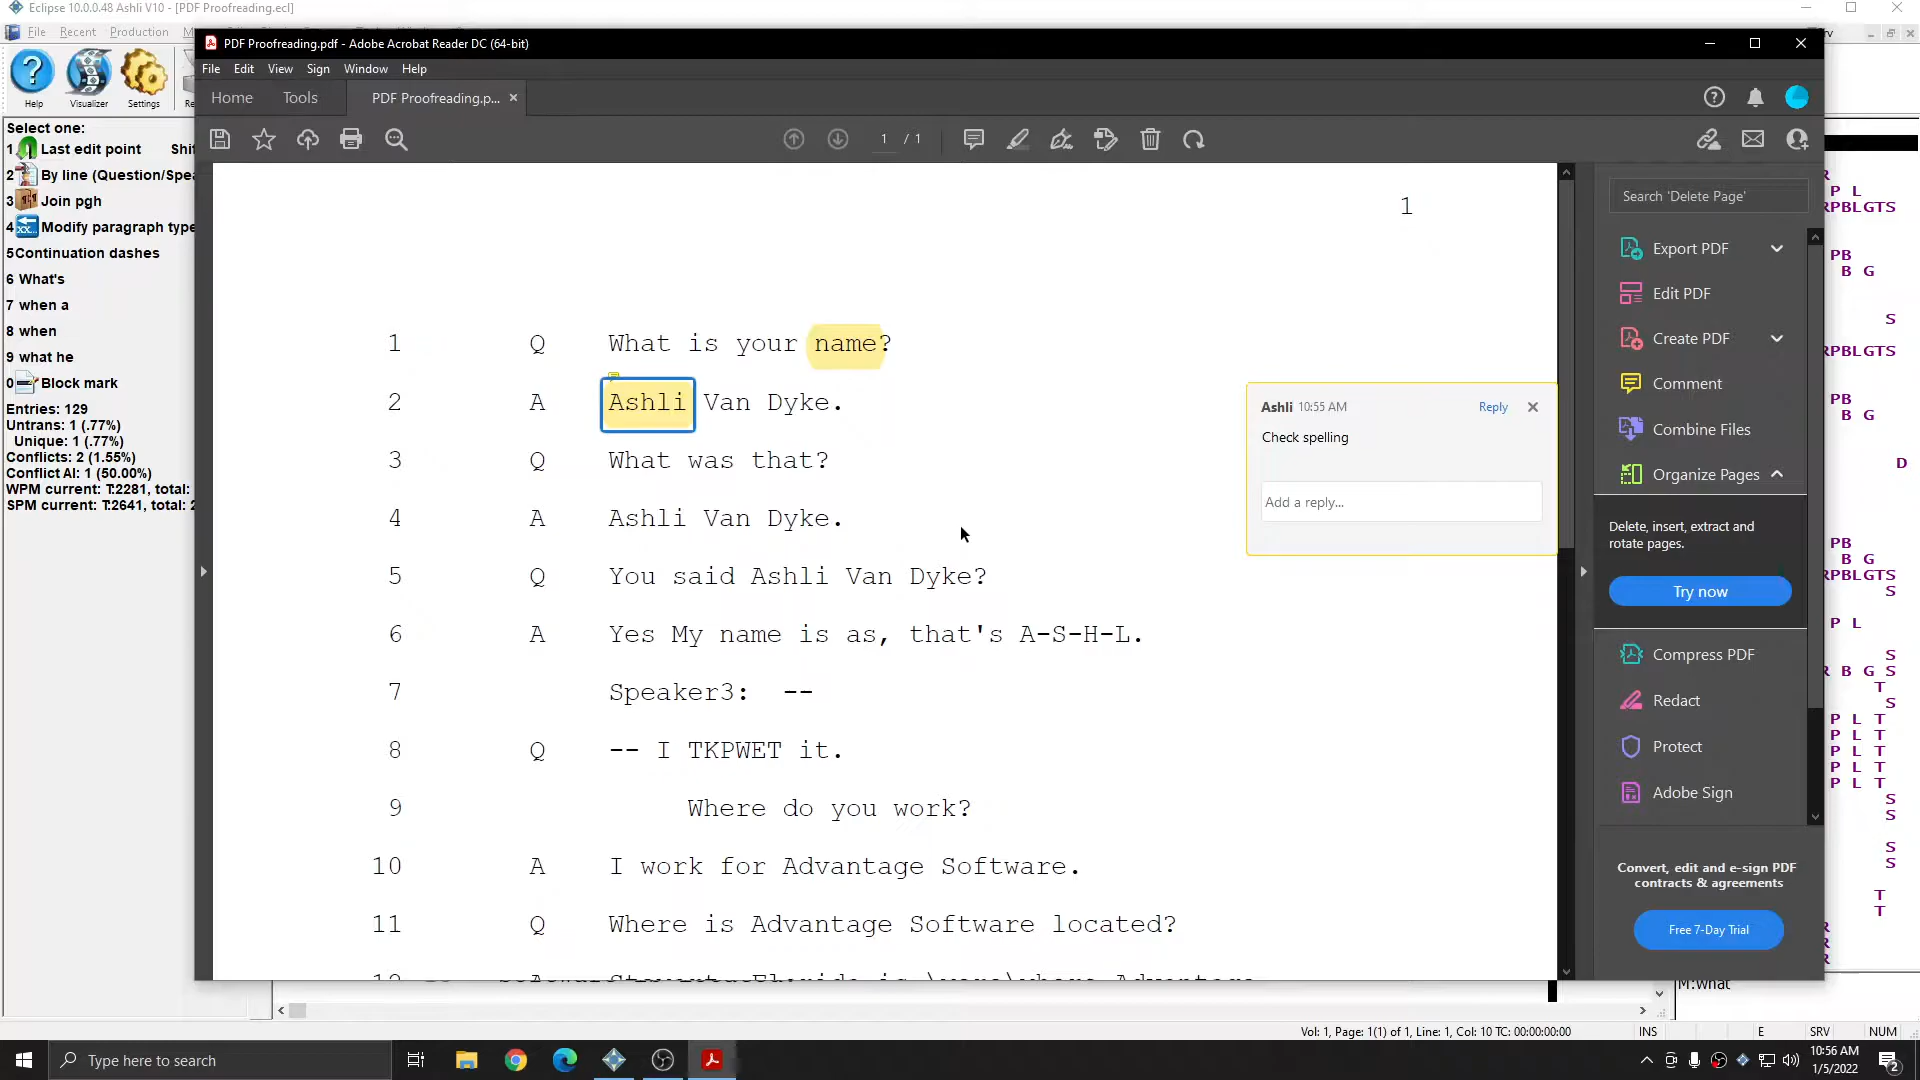 Eclipse 10.0.0.48 Ashli V10 - [PDF Proofreading.ecl]
File Recent Production
PDF Proofreading.pdf - Adobe Acrobat Reader DC (64-bit)
File Edit View Sign Window Help
Home Tools PDF Proofreading.p...
Help Visualizer Settings
1 / 1
Select one:
1 Last edit point
2 By line (Question/Spea
3 Join pgh
4 Modify paragraph type
5Continuation dashes
6 What's
7 when a
8 when
9 what he
0 Block mark
Entries: 129
Untrans: 1 (.77%)
Unique: 1 (.77%)
Conflicts: 2 (1.55%)
Conflict AI: 1 (50.00%)
WPM current: T:2281, total:
SPM current: T:2641, total: 2
1
1 Q What is your name?
2 A Ashli Van Dyke.
3 Q What was that?
4 A Ashli Van Dyke.
5 Q You said Ashli Van Dyke?
6 A Yes My name is as, that's A-S-H-L.
7 Speaker3: --
8 Q -- I TKPWET it.
9 Where do you work?
10 A I work for Advantage Software.
11 Q Where is Advantage Software located?
Ashli 10:55 AM Reply
Check spelling
Add a reply...
Search 'Delete Page'
Export PDF
Edit PDF
Create PDF
Comment
Combine Files
Organize Pages
Delete, insert, extract and
rotate pages.
Try now
Compress PDF
Redact
Protect
Adobe Sign
Convert, edit and e-sign PDF
contracts & agreements
Free 7-Day Trial
R
P L
RPBLGTS
PB
B G
S
RPBLGTS
PB
B G
D
PB
B G
RPBLGTS
S
P L
S
R B G S
T
S
P L T
P L T
P L T
P L T
P L T
S
S
S
S
T
T
R
R
M:what
Vol: 1, Page: 1(1) of 1, Line: 1, Col: 10 TC: 00:00:00:00 INS E SRV NUM
Type here to search
10:56 AM
1/5/2022
2